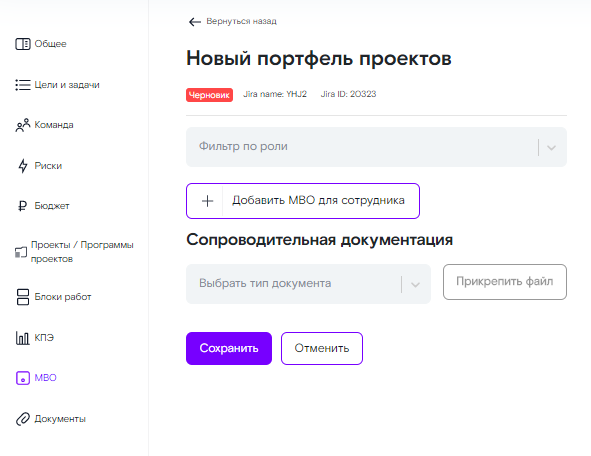 Вернуться назад
Общее
Новый портфель проектов
Цели и задачи
Черновик Jira name: YHJ2 Jira ID: 20323
Команда
Фильтр по роли
Риски
Добавить МВО для сотрудника
Бюджет
Сопроводительная документация
Проекты / Программы
проектов
Выбрать тип документа Прикрепить файл
Блоки работ
КПЭ
Сохранить Отменить
МВО
Документы